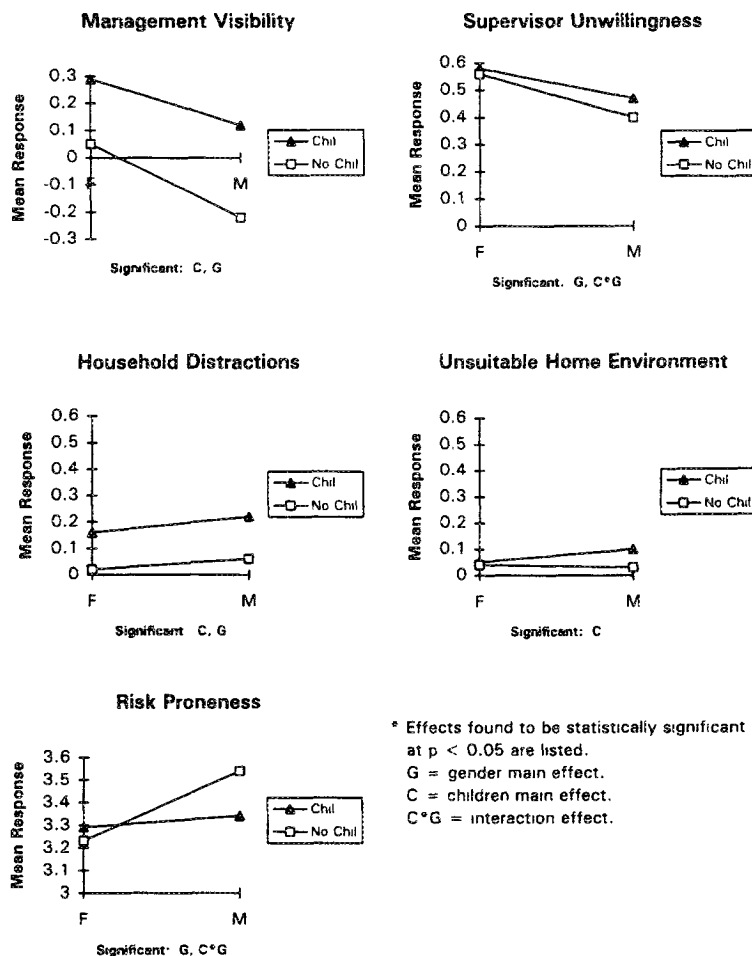 Management Visibility
Mean Response
0.3
0.2
0.1
0
-0.1
-0.2
-0.3
F
M
Chil
No Chil
Significant: C, G
Supervisor Unwillingness
Mean Response
0.6
0.5
0.4
0.3
0.2
0.1
0
F
M
Chil
No Chil
Significant. G, C*G
Household Distractions
Mean Response
0.6
0.5
0.4
0.3
0.2
0.1
0
F
M
Chil
No Chil
Significant C, G
Unsuitable Home Environment
Mean Response
0.6
0.5
0.4
0.3
0.2
0.1
0
F
M
Chil
No Chil
Significant: C
Risk Proneness
Mean Response
3.6
3.5
3.4
3.3
3.2
3.1
3
F
M
Chil
No Chil
Significant: G, C*G
* Effects found to be statistically significant
at p < 0.05 are listed.
G = gender main effect.
C = children main effect.
C*G = interaction effect.